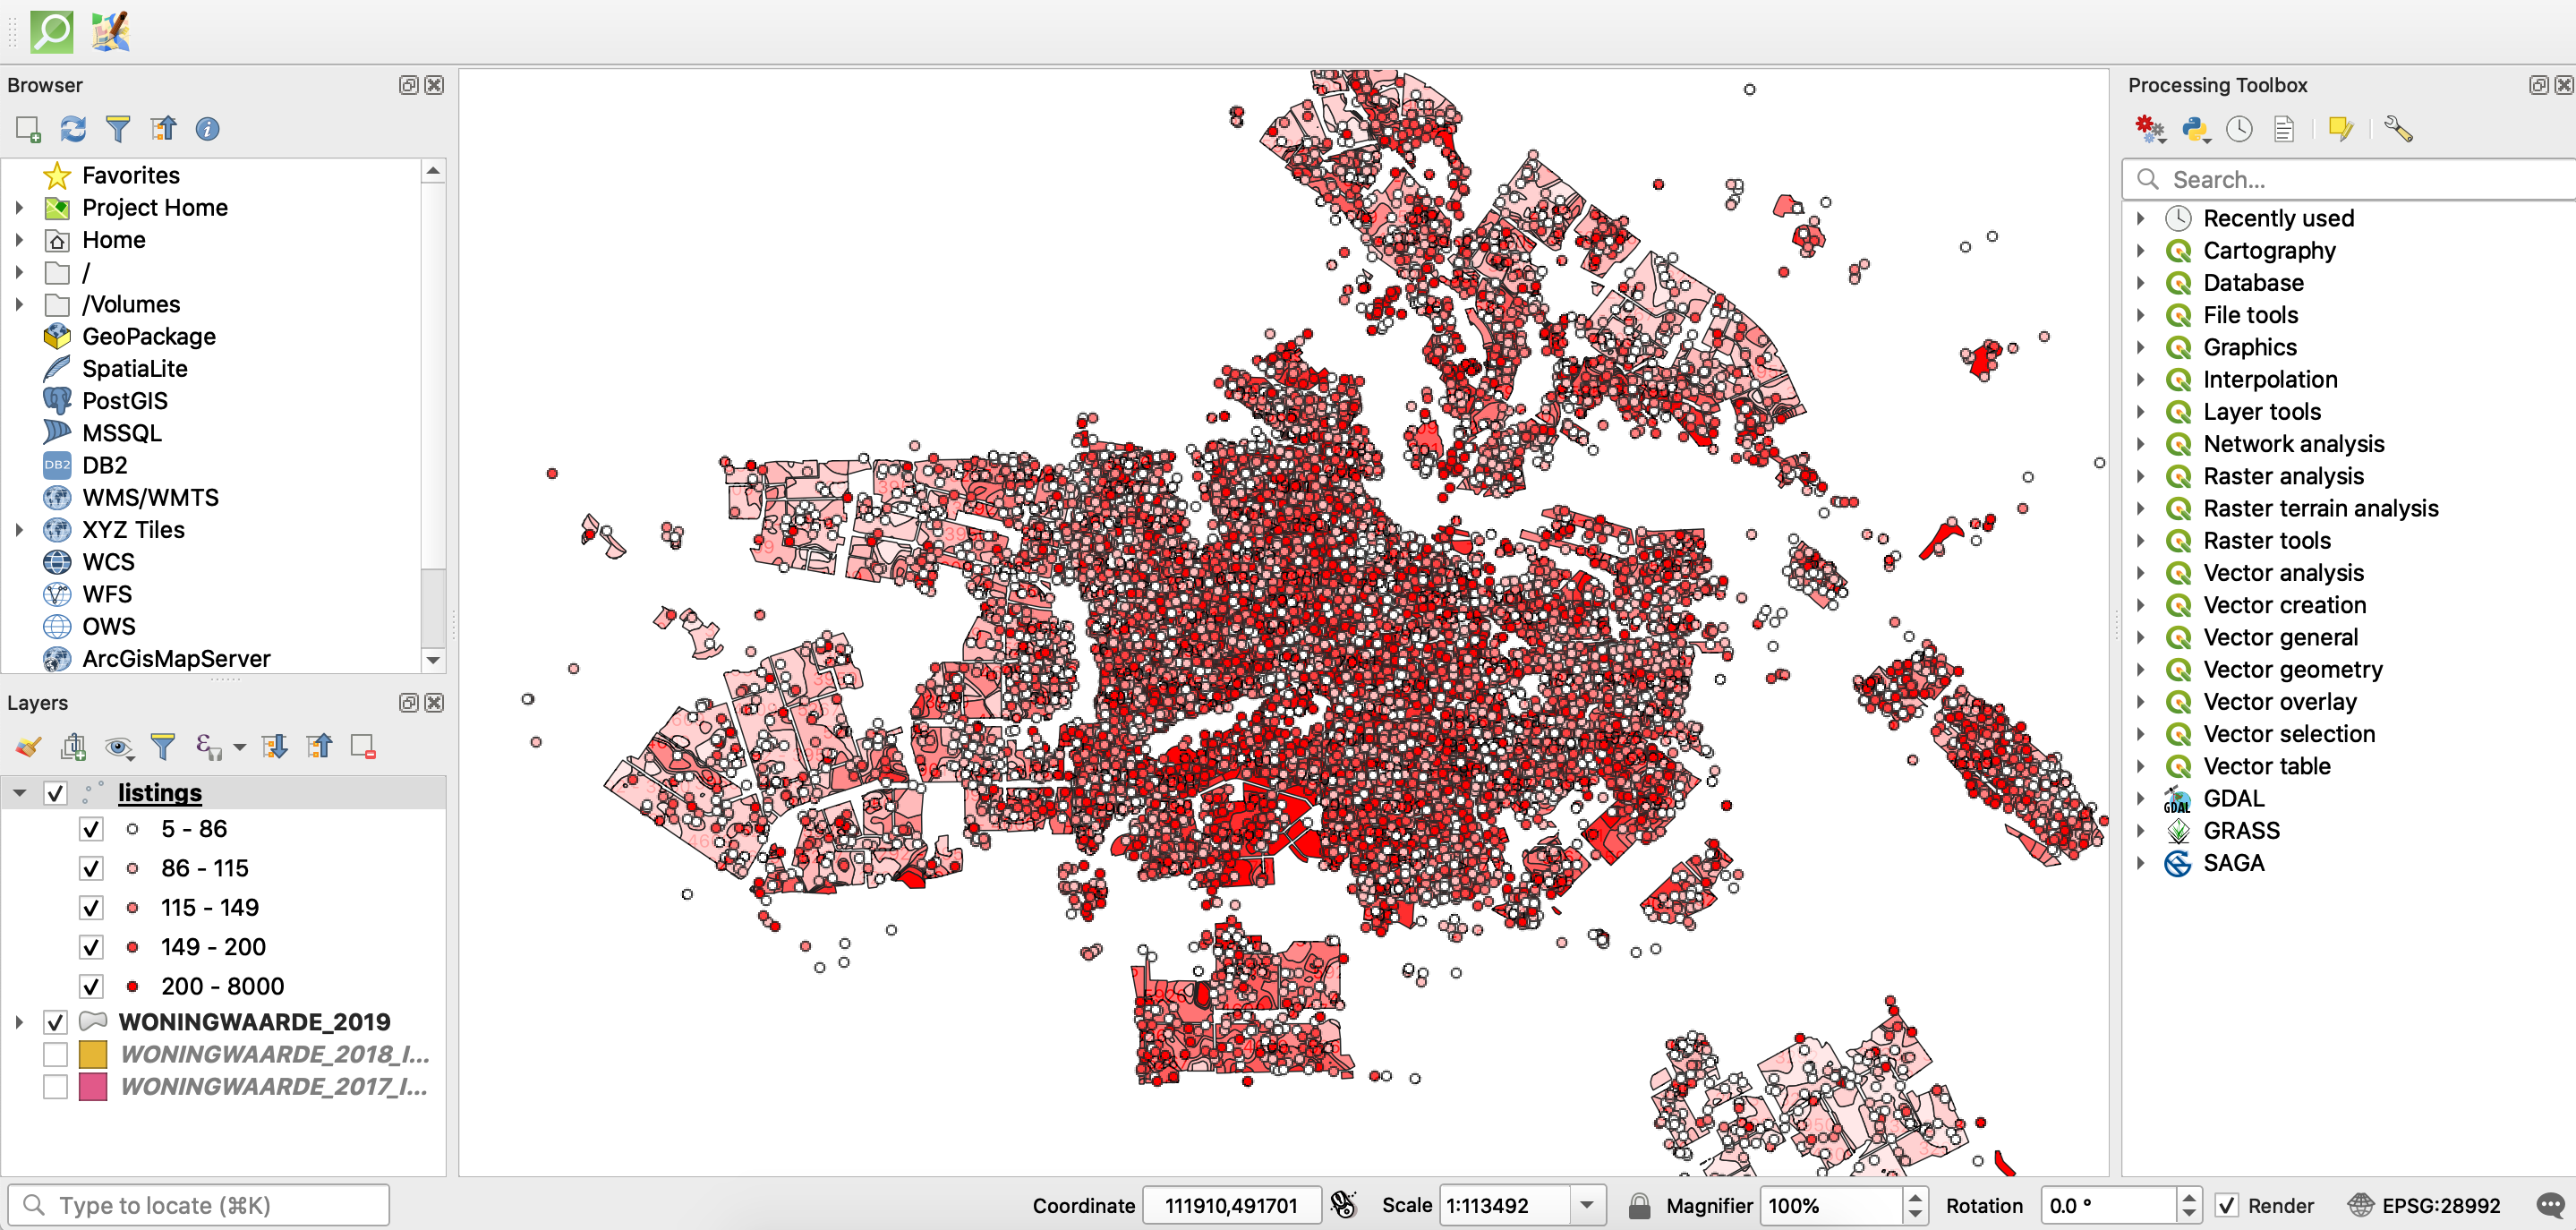 Browser
Favorites
Project Home
Home
/
/Volumes
GeoPackage
SpatiaLite
PostGIS
MSSQL
DB2
DB2
WMS/WMTS
XYZ Tiles
WCS
WFS
OWS
ArcGisMapServer
Layers
listings
5 - 86
86 - 115
115 - 149
149 - 200
200 - 8000
WONINGWAARDE_2019
WONINGWAARDE_2018_I...
WONINGWAARDE_2017_I...
Processing Toolbox
Search...
Recently used
Cartography
Database
File tools
Graphics
Interpolation
Layer tools
Network analysis
Raster analysis
Raster terrain analysis
Raster tools
Vector analysis
Vector creation
Vector general
Vector geometry
Vector overlay
Vector selection
Vector table
GDAL
GDAL
GRASS
SAGA
Type to locate (⌘K)
Coordinate 111910,491701 Scale 1:113492 Magnifier 100% Rotation 0.0 ° Render EPSG:28992